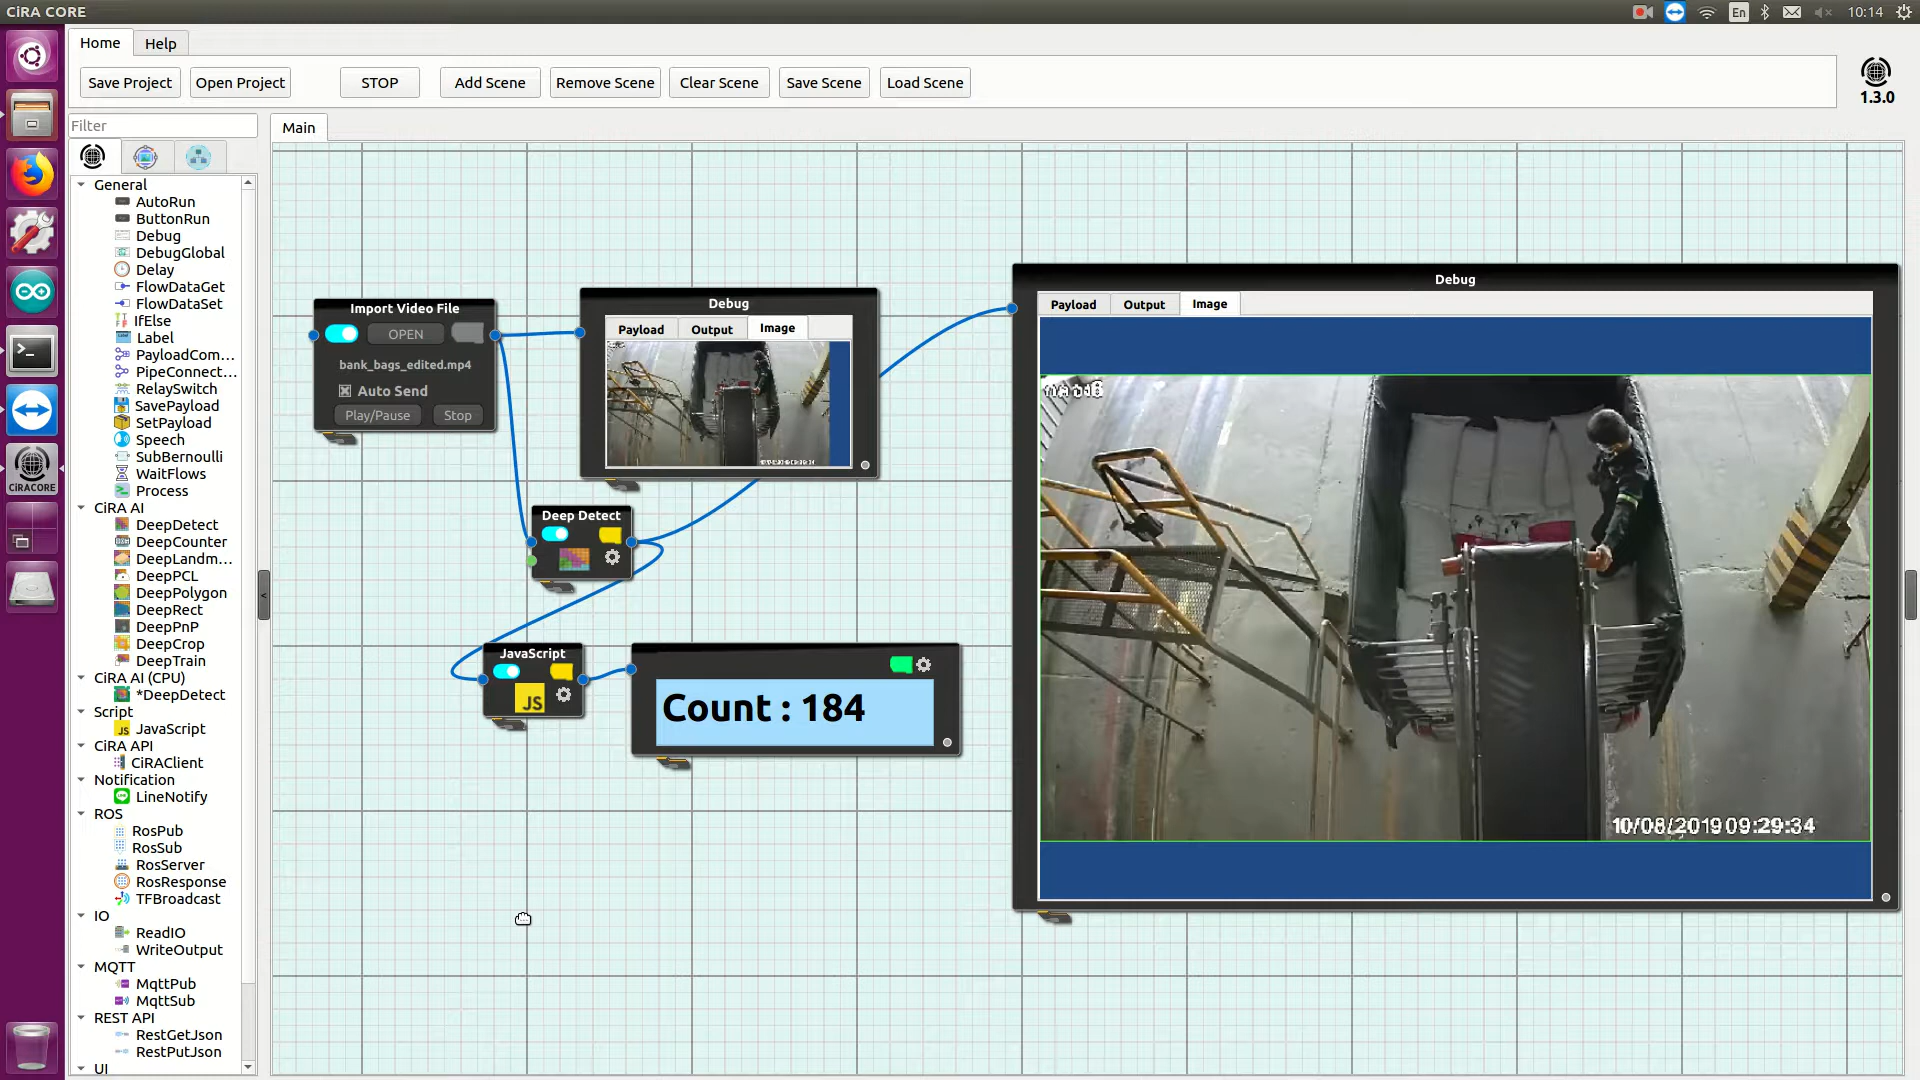 CiRA CORE
En
10:14
Home
Help
Save Project
Open Project
STOP
Add Scene
Remove Scene
Clear Scene
Save Scene
Load Scene
1.3.0
Filter
Main
General
AutoRun
ButtonRun
Debug
DebugGlobal
Delay
FlowDataGet
FlowDataSet
IfElse
Label
PayloadCom...
PipeConnect...
RelaySwitch
SavePayload
SetPayload
Speech
SubBernoulli
WaitFlows
Process
CiRA AI
DeepDetect
DeepCounter
DeepLandm...
DeepPCL
DeepPolygon
DeepRect
DeepPnP
DeepCrop
DeepTrain
CiRA AI (CPU)
*DeepDetect
Script
JavaScript
CiRA API
CiRAClient
Notification
LineNotify
ROS
RosPub
RosSub
RosServer
RosResponse
TFBroadcast
IO
ReadIO
WriteOutput
MQTT
MqttPub
MqttSub
REST API
RestGetJson
RestPutJson
UI
CIRACORE
Import Video File
OPEN
bank_bags_edited.mp4
Auto Send
Play/Pause
Stop
Debug
Payload
Output
Image
Deep Detect
JavaScript
JS
Count : 184
Debug
Payload
Output
Image
10/08/2019 09:29:34